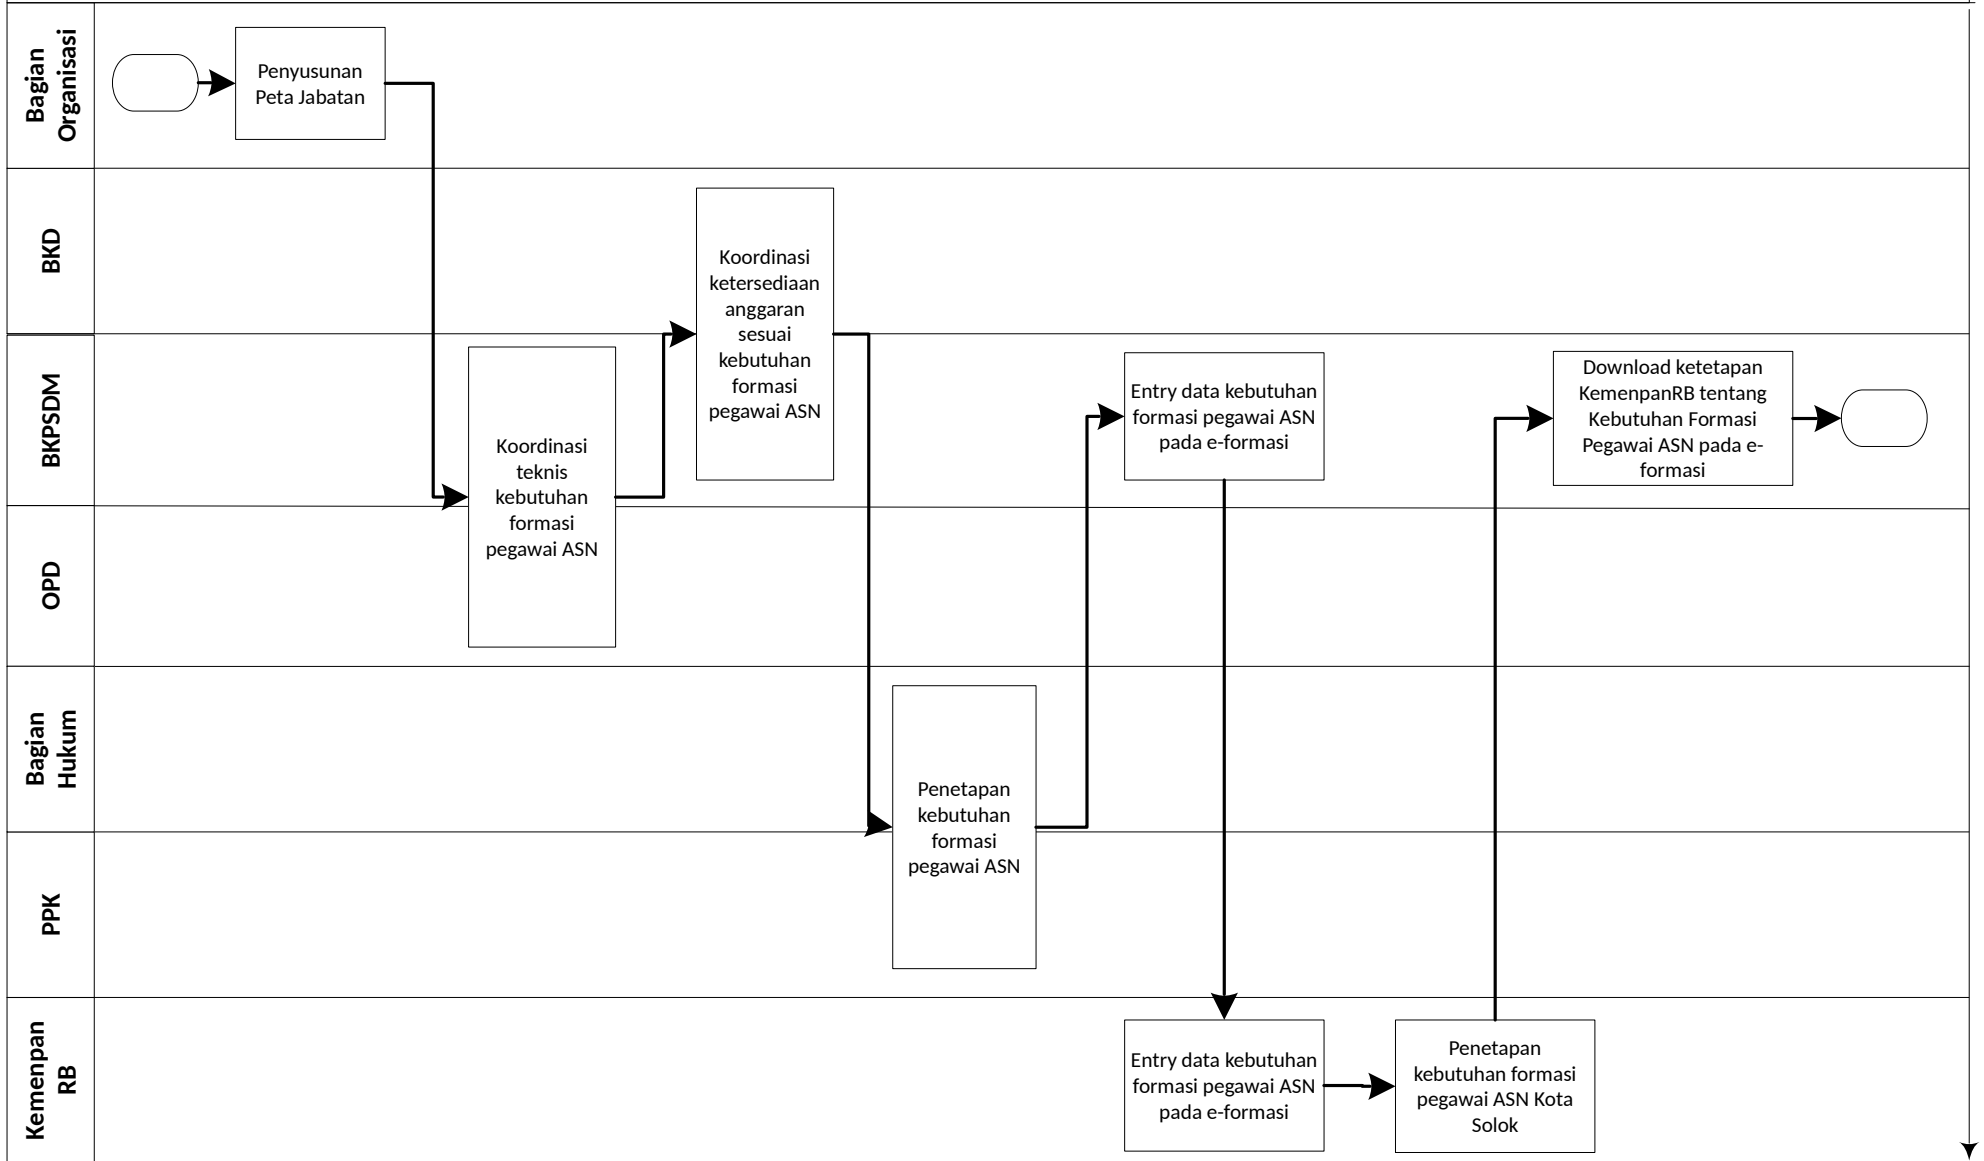 Bagian
Organisasi
Penyusunan
Peta Jabatan
BKD
Koordinasi
ketersediaan
anggaran
sesuai
kebutuhan
formasi
pegawai ASN
BKPSDM
Koordinasi
teknis
kebutuhan
formasi
pegawai ASN
Entry data kebutuhan
formasi pegawai ASN
pada e-formasi
Download ketetapan
KemenpanRB tentang
Kebutuhan Formasi
Pegawai ASN pada e-
formasi
OPD
Bagian
Hukum
Penetapan
kebutuhan
formasi
pegawai ASN
PPK
Kemenpan
RB
Entry data kebutuhan
formasi pegawai ASN
pada e-formasi
Penetapan
kebutuhan formasi
pegawai ASN Kota
Solok